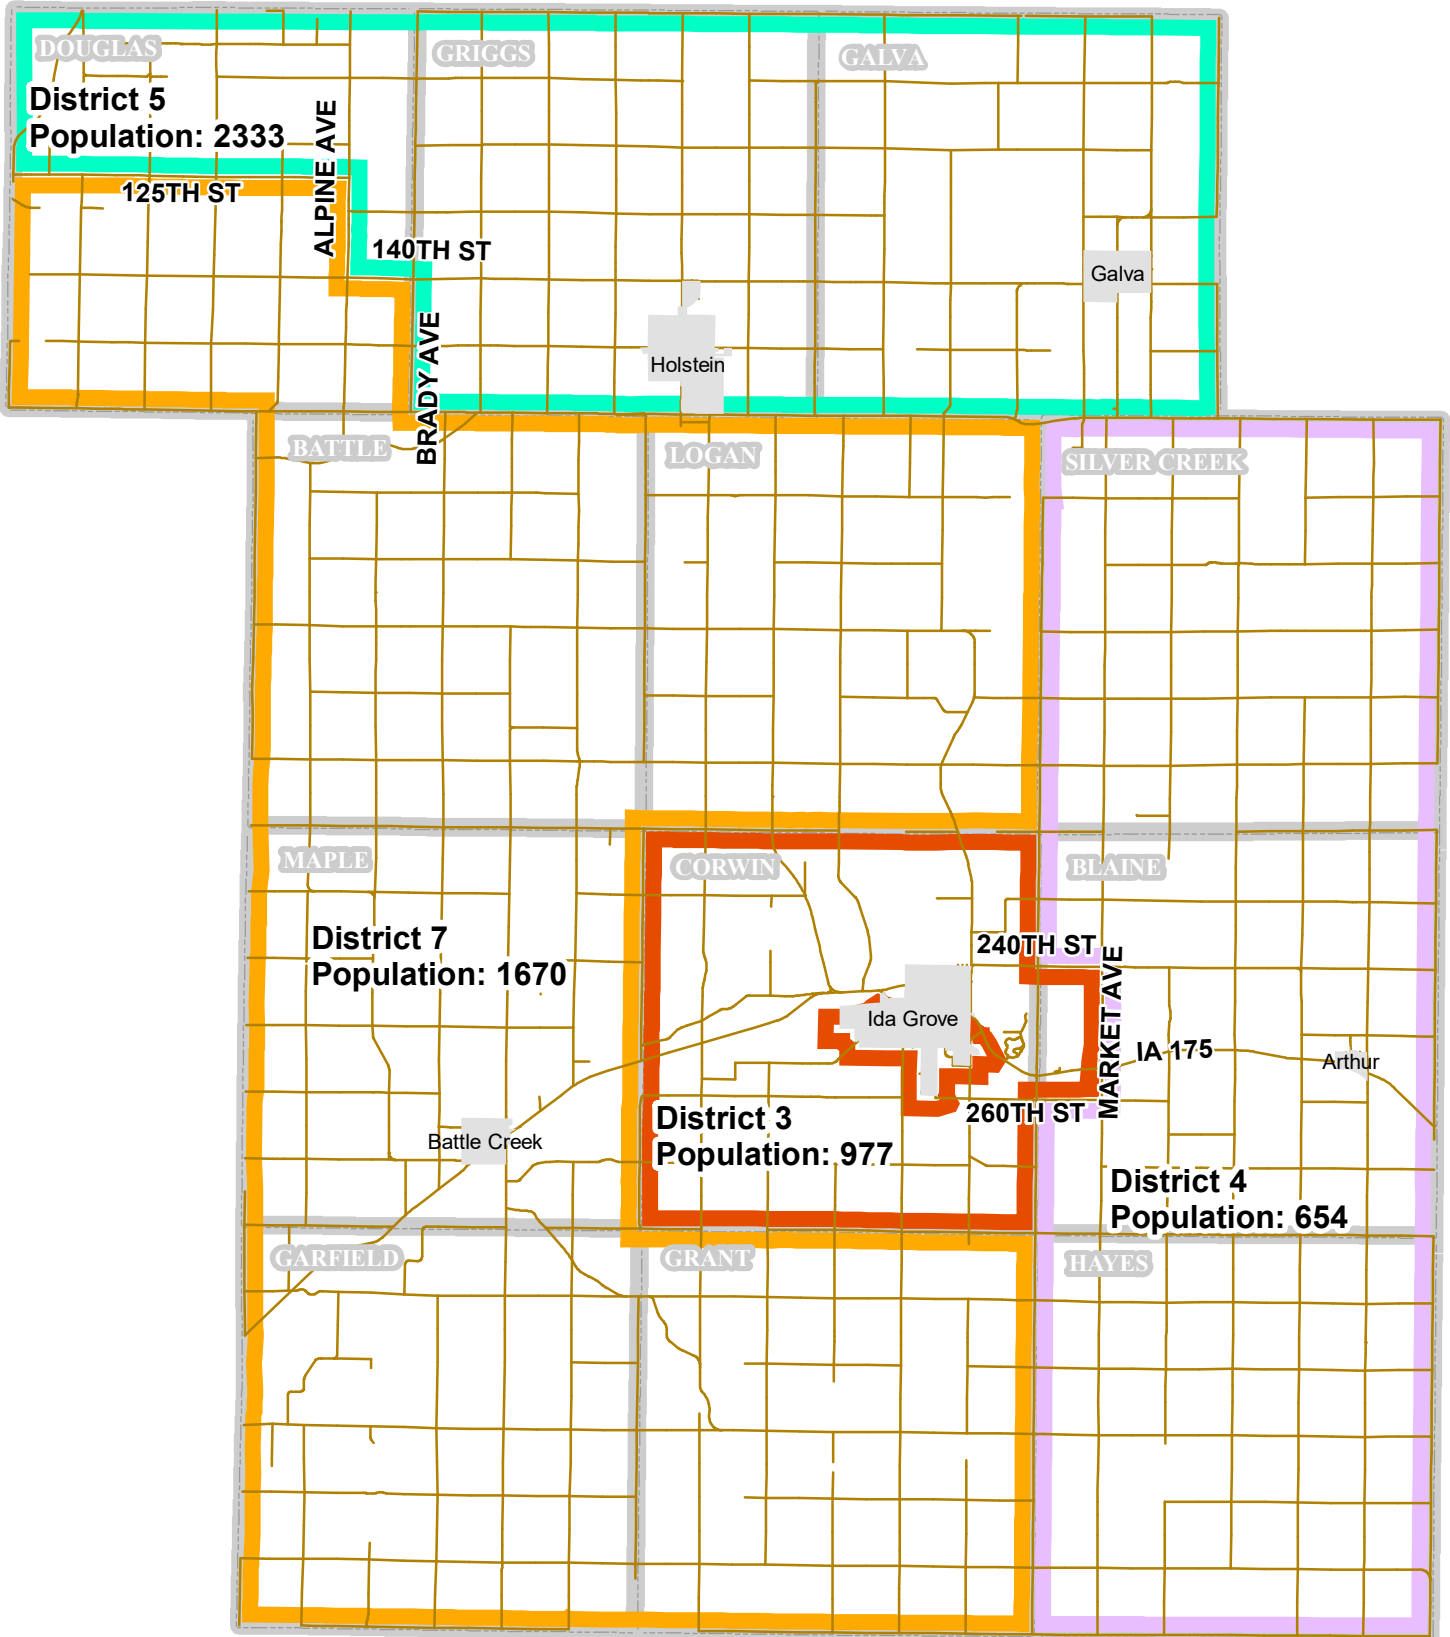 DOUGLAS
GRIGGS
GALVA
District 5
Population: 2333
ALPINE AVE
125TH ST
140TH ST
Galva
BRADY AVE
Holstein
BATTLE
LOGAN
SILVER CREEK
MAPLE
CORWIN
BLAINE
District 7
Population: 1670
240TH ST
MARKET AVE
Ida Grove
IA 175
Arthur
260TH ST
District 3
Population: 977
Battle Creek
District 4
Population: 654
GARFIELD
GRANT
HAYES